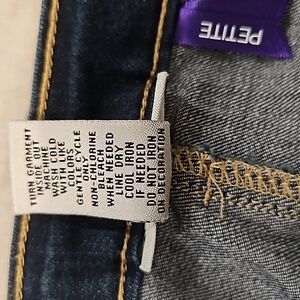 PETITE
TURN GARMENT
INSIDE OUT
MACHINE
WASH COLD
WITH LIKE
COLORS
GENTLE CYCLE
ONLY
NON-CHLORINE
BLEACH
WHEN NEEDED
LINE DRY
COOL IRON
IF NEEDED
DO NOT IRON
ON DECORATION